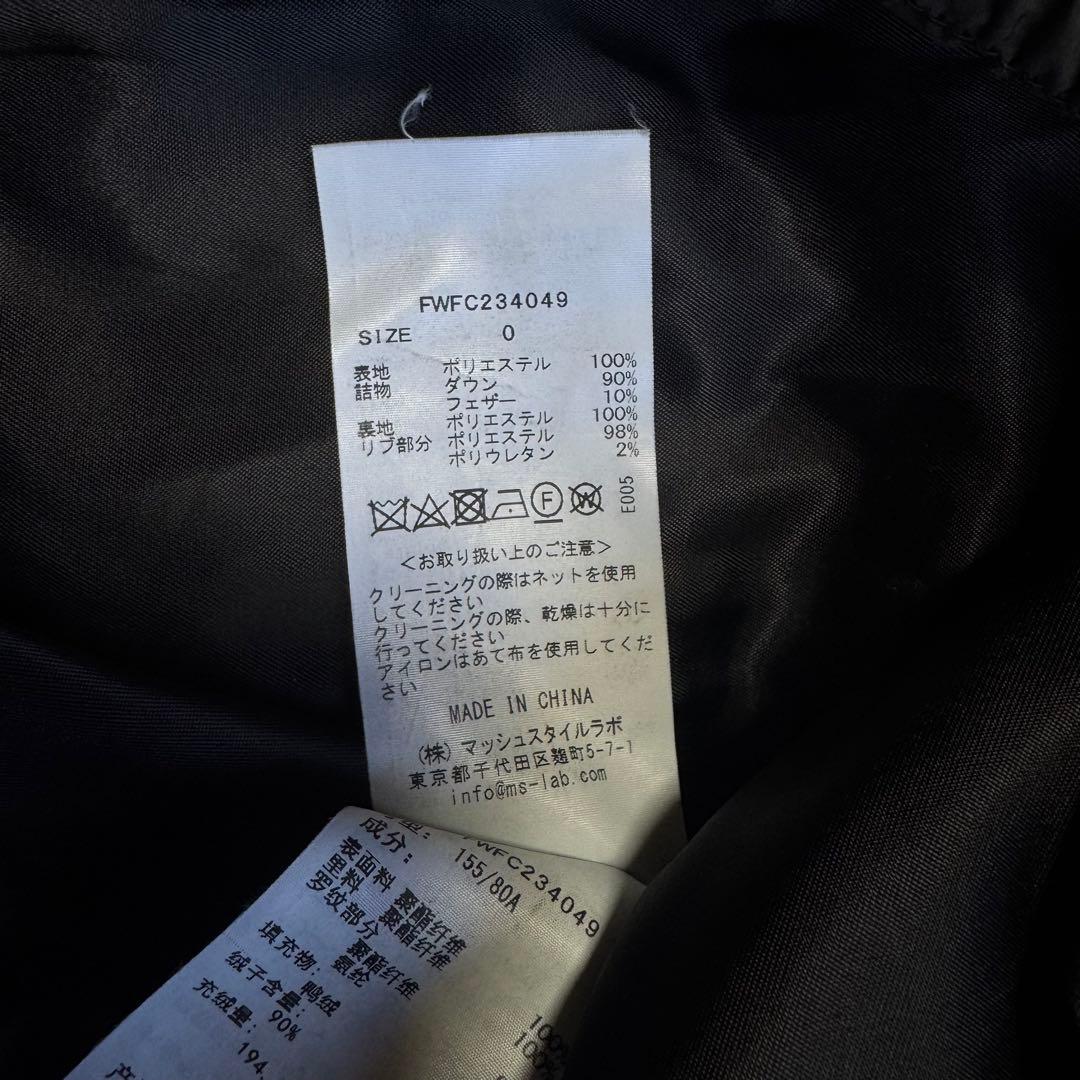 FWFC234049
SIZE 0
表地 ポリエステル 100%
詰物 ダウン 90%
フェザー 10%
裏地 ポリエステル 100%
リブ部分 ポリエステル 98%
ポリウレタン 2%
F W E005
<お取り扱い上のご注意>
クリーニングの際はネットを使用
してください
クリーニングの際、乾燥は十分に
行ってください
アイロンはあて布を使用してくだ
さい
MADE IN CHINA
(株)マッシュスタイルラボ
東京都千代田区麹町5-7-1
info@ms-lab.com
型: FWFC234049
155/80A
成分:
表面料 聚酯纤维
里料 聚酯纤维
罗纹部分 聚酯纤维
氨纶
填充物: 鸭绒
绒子含量: 90%
充绒量: 194.
100%
100%